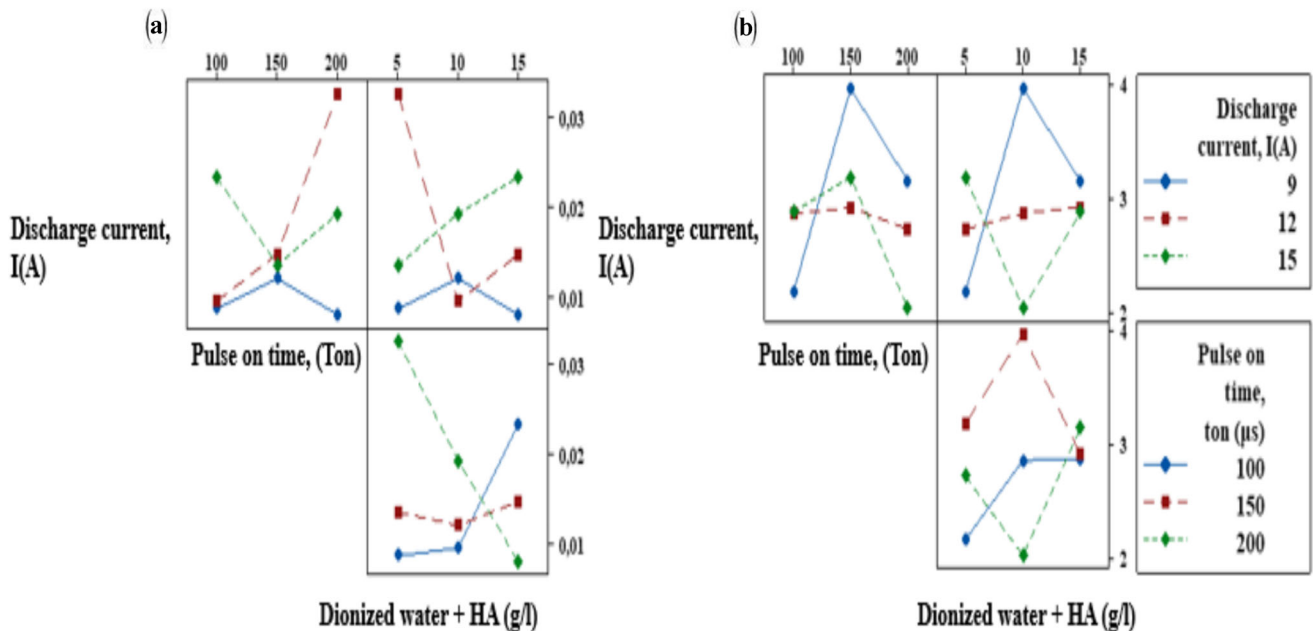 (a)
100 150 200 5 10 15
0,03
0,02
0,01
Discharge current,
I(A)
Pulse on time, (Ton)
0,03
0,02
0,01
Dionized water + HA (g/l)
(b)
100 150 200 5 10 15
4
3
2
Discharge current,
I(A)
Pulse on time, (Ton)
4
3
2
Dionized water + HA (g/l)
Discharge
current, I(A)
9
12
15
Pulse on
time,
ton (µs)
100
150
200